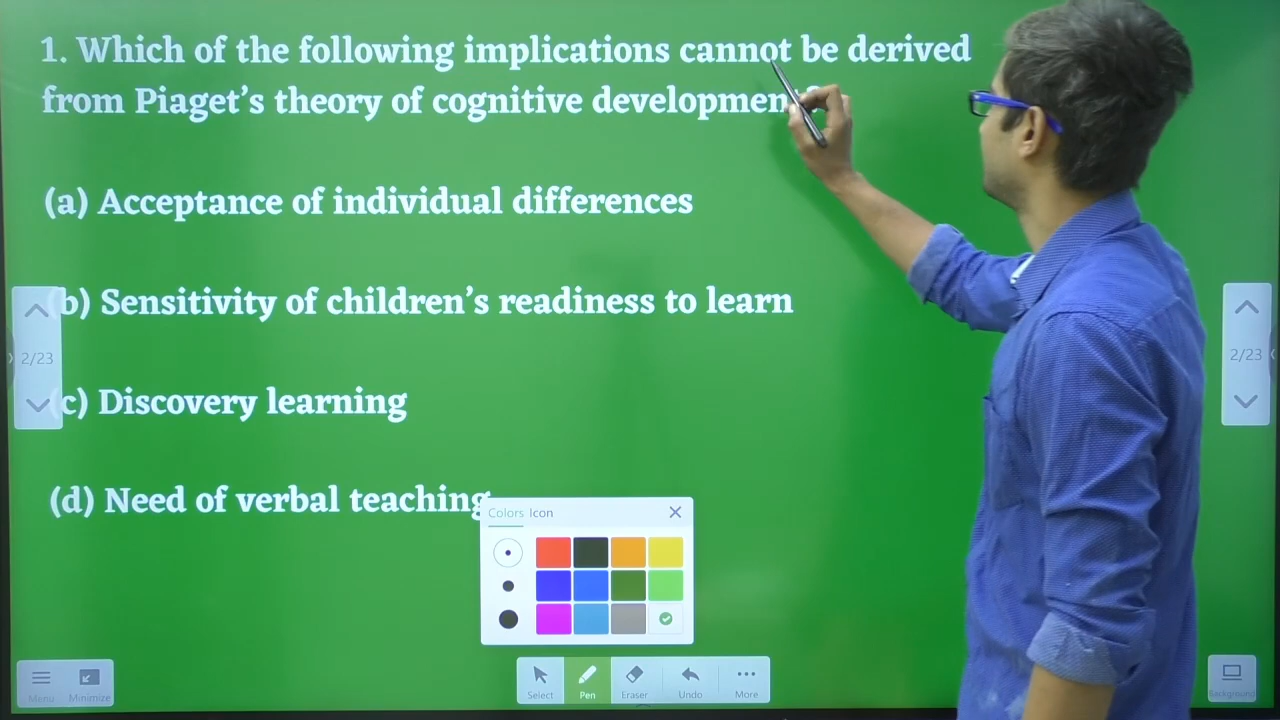 1. Which of the following implications cannot be derived
from Piaget's theory of cognitive development?
(a) Acceptance of individual differences
(b) Sensitivity of children's readiness to learn
2/23
2/23
(c) Discovery learning
(d) Need of verbal teaching
Colors Icon
Menu Minimize
Select Pen Eraser Undo More
Background